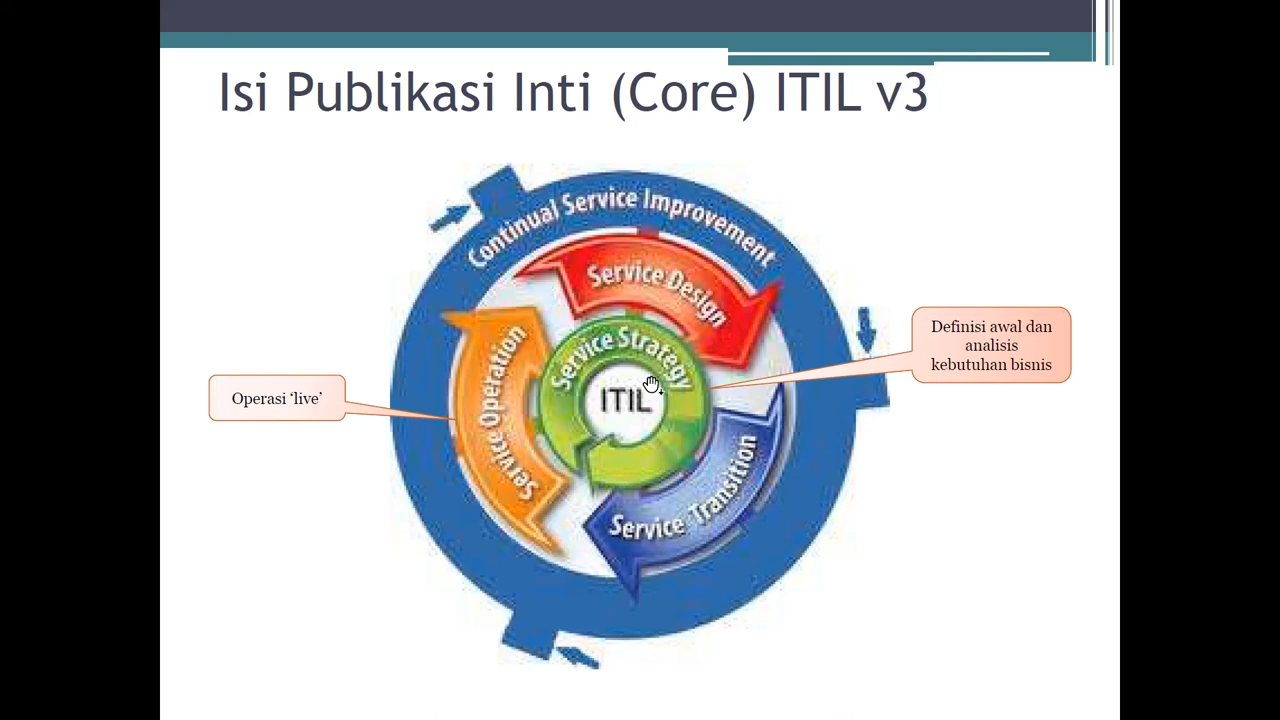 Isi Publikasi Inti (Core) ITIL v3
Continual Service Improvement
Service Design
Service Strategy
ITIL
Service Operation
Service Transition
Definisi awal dan
analisis
kebutuhan bisnis
Operasi ‘live’